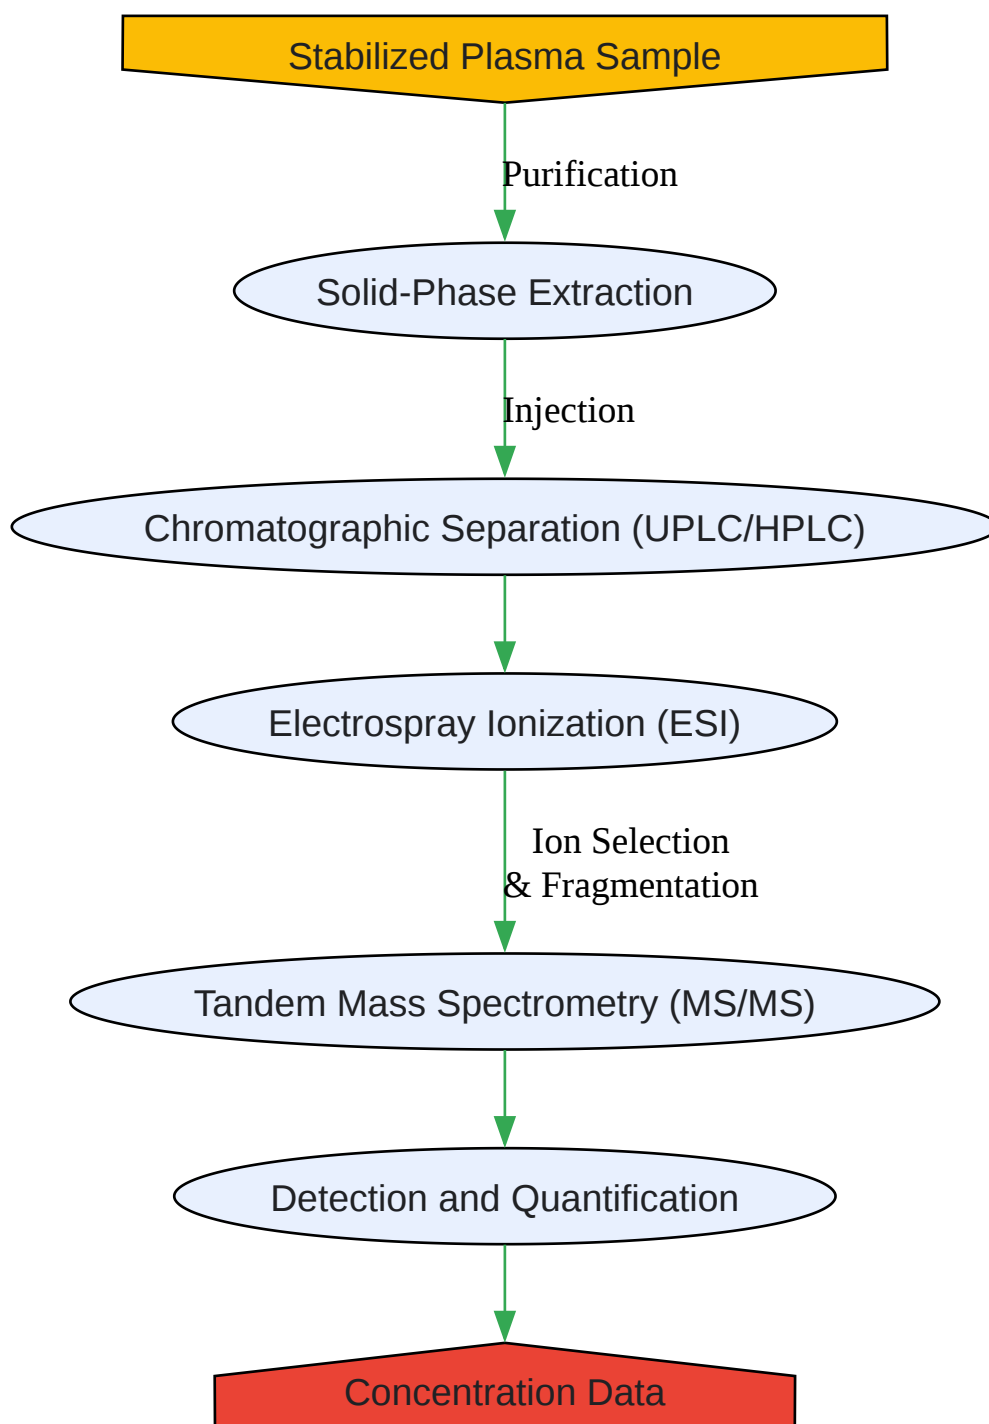 Stabilized Plasma Sample
Purification
Solid-Phase Extraction
Injection
Chromatographic Separation (UPLC/HPLC)
Electrospray Ionization (ESI)
Ion Selection
& Fragmentation
Tandem Mass Spectrometry (MS/MS)
Detection and Quantification
Concentration Data